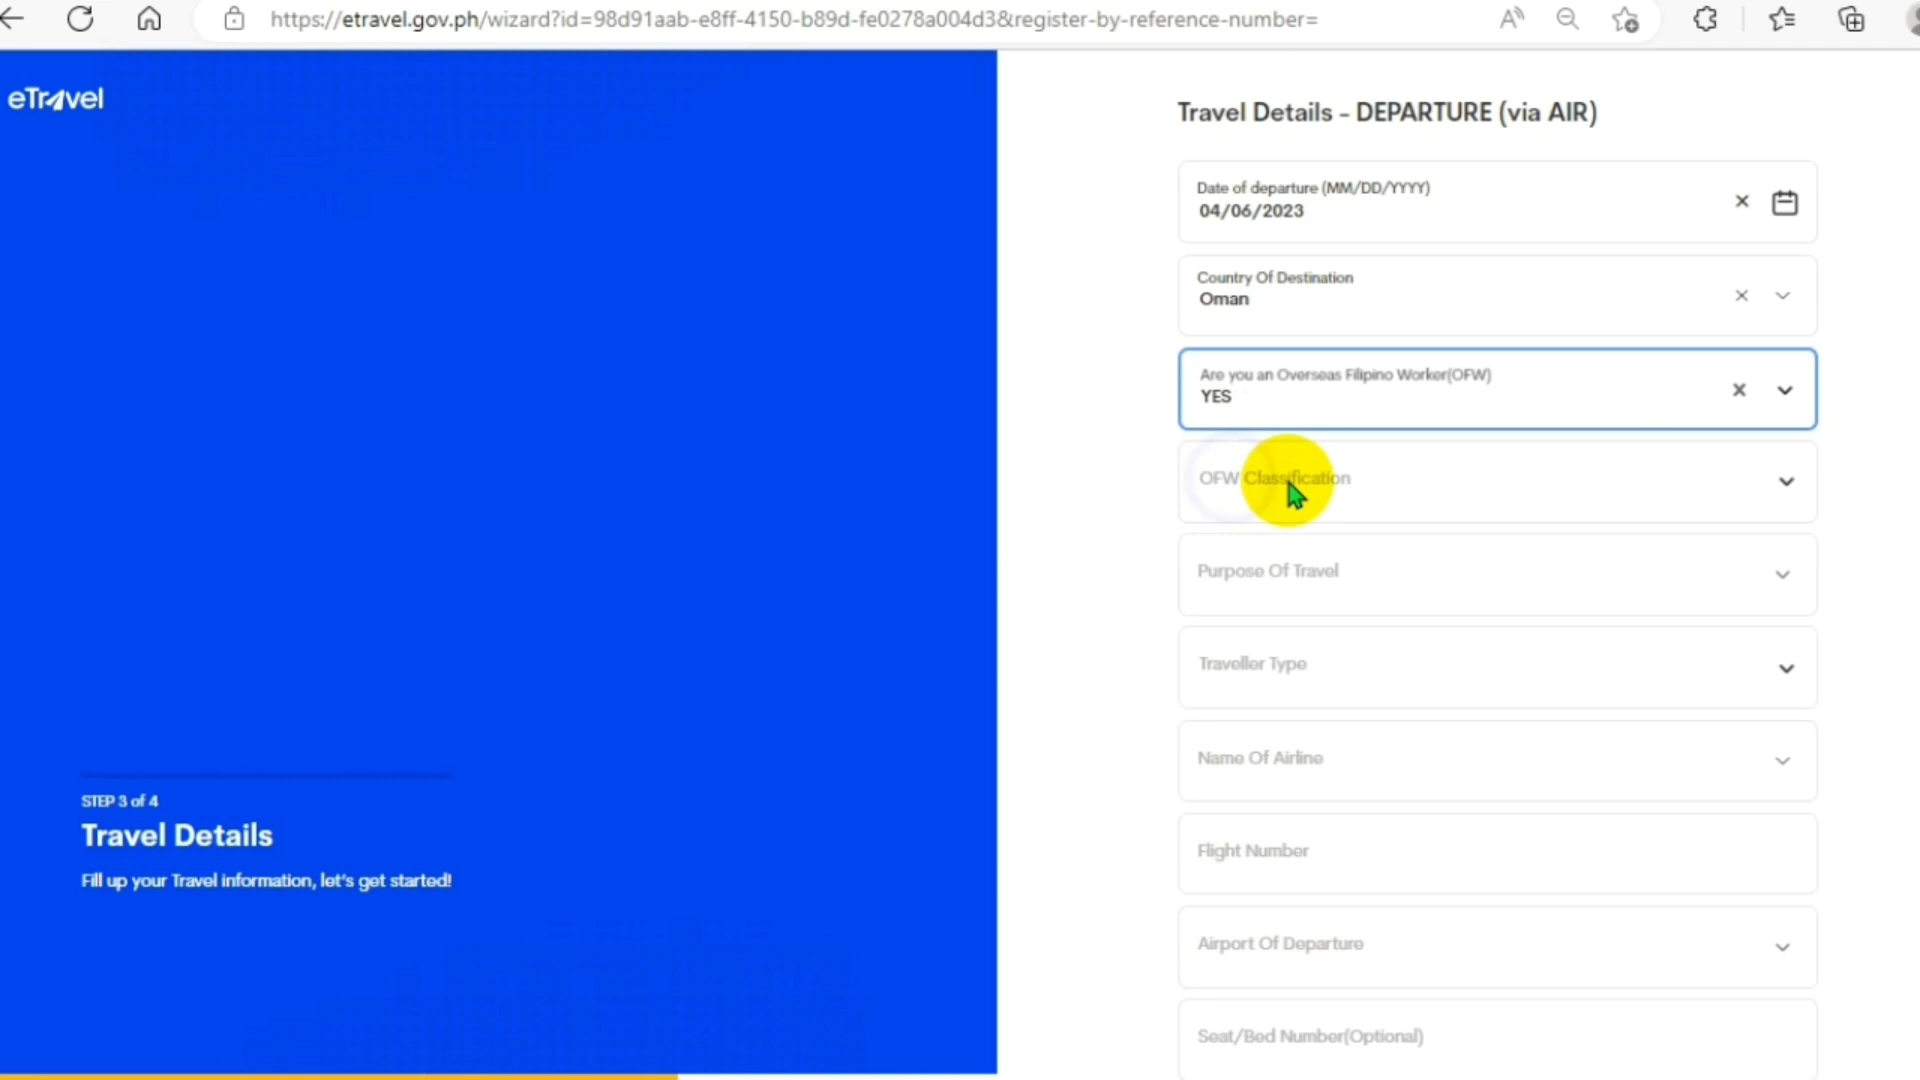 https://etravel.gov.ph/wizard?id=98d91aab-e8ff-4150-b89d-fe0278a004d3&register-by-reference-number=
eTravel
Travel Details - DEPARTURE (via AIR)
Date of departure (MM/DD/YYYY)
04/06/2023
Country Of Destination
Oman
Are you an Overseas Filipino Worker(OFW)
YES
OFW Classification
Purpose Of Travel
Traveller Type
Name Of Airline
Flight Number
Airport Of Departure
Seat/Bed Number(Optional)
STEP 3 of 4
Travel Details
Fill up your Travel information, let's get started!